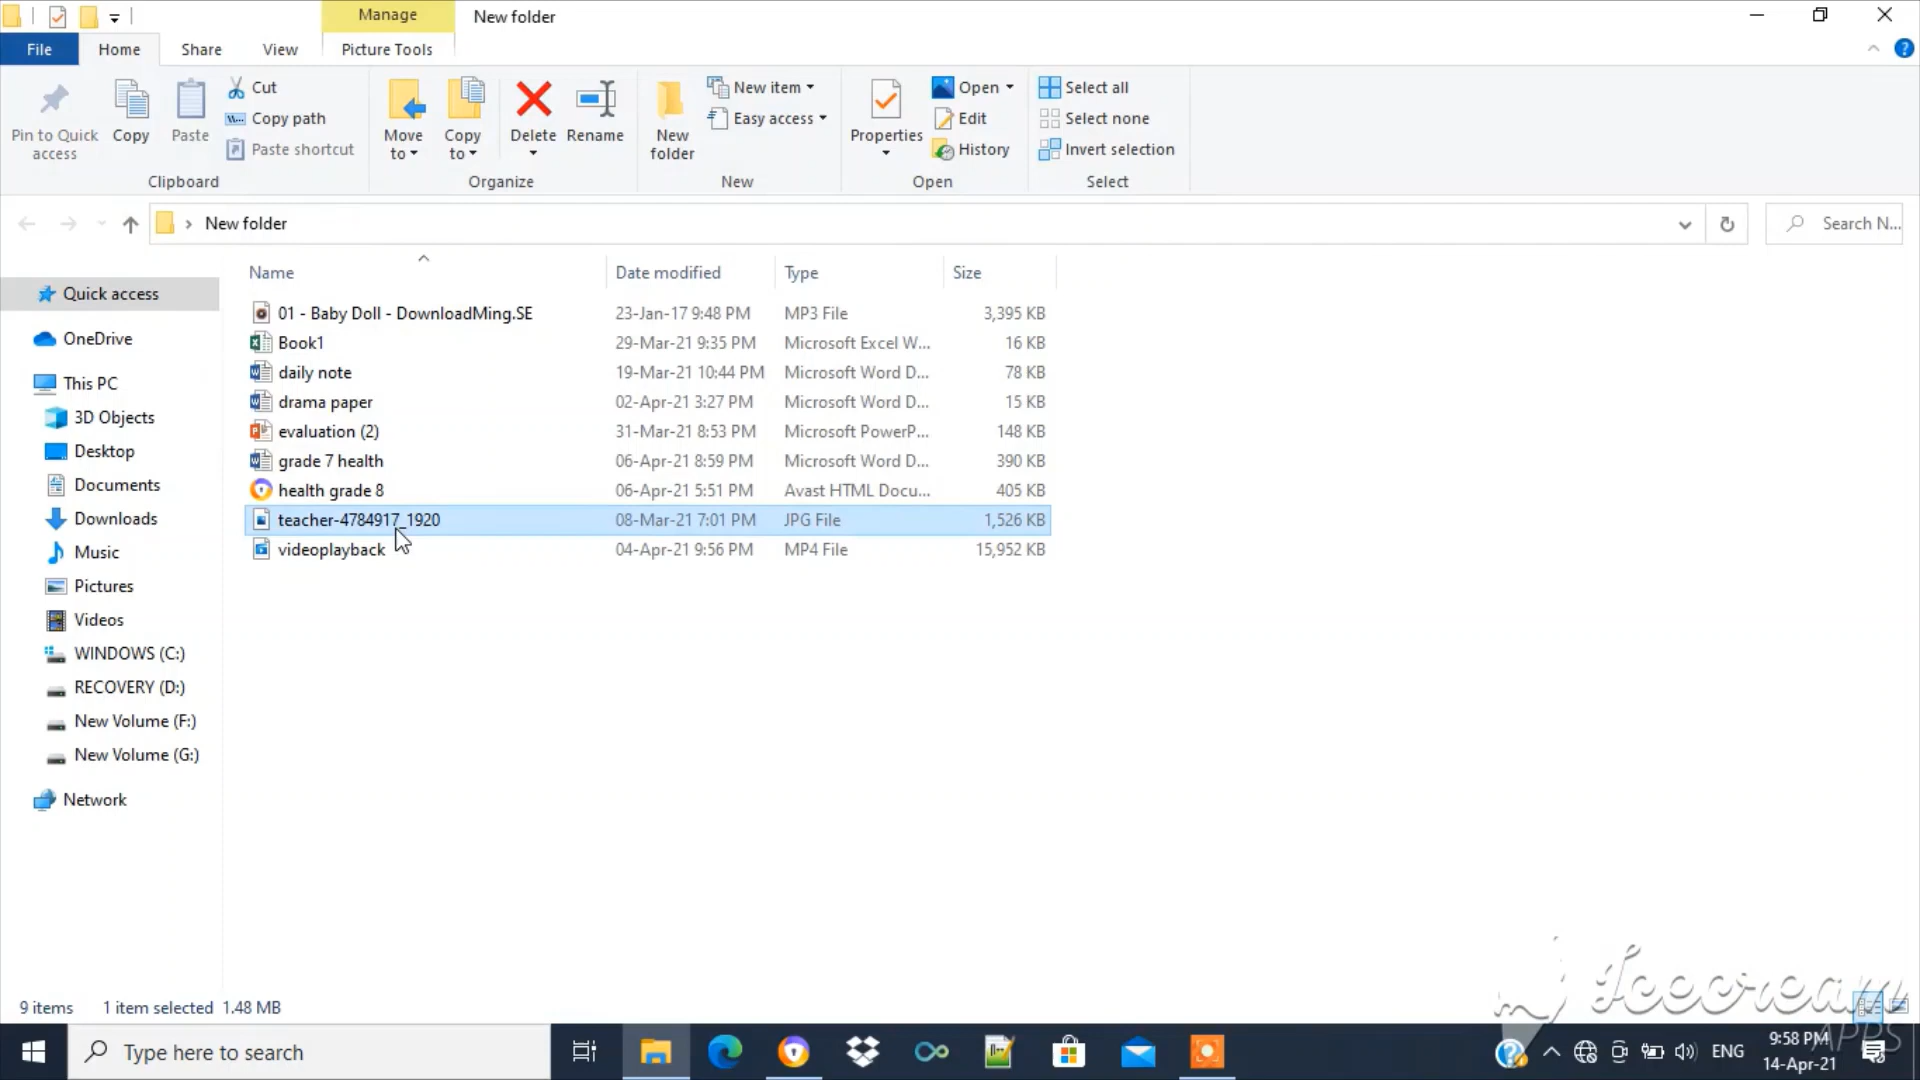 Manage New folder
File Home Share View Picture Tools
Pin to Quick access
Copy
Paste
Cut
Copy path
Paste shortcut
Clipboard
Move to
Copy to
Delete
Rename
Organize
New folder
New item
Easy access
New
Properties
Open
Edit
History
Open
Select all
Select none
Invert selection
Select
New folder
Search N...
Quick access
OneDrive
This PC
3D Objects
Desktop
Documents
Downloads
Music
Pictures
Videos
WINDOWS (C:)
RECOVERY (D:)
New Volume (F:)
New Volume (G:)
Network
Name Date modified Type Size
01 - Baby Doll - DownloadMing.SE 23-Jan-17 9:48 PM MP3 File 3,395 KB
Book1 29-Mar-21 9:35 PM Microsoft Excel W... 16 KB
daily note 19-Mar-21 10:44 PM Microsoft Word D... 78 KB
drama paper 02-Apr-21 3:27 PM Microsoft Word D... 15 KB
evaluation (2) 31-Mar-21 8:53 PM Microsoft PowerP... 148 KB
grade 7 health 06-Apr-21 8:59 PM Microsoft Word D... 390 KB
health grade 8 06-Apr-21 5:51 PM Avast HTML Docu... 405 KB
teacher-4784917_1920 08-Mar-21 7:01 PM JPG File 1,526 KB
videoplayback 04-Apr-21 9:56 PM MP4 File 15,952 KB
9 items 1 item selected 1.48 MB
Icecream
APPS
Type here to search
ENG
9:58 PM
14-Apr-21